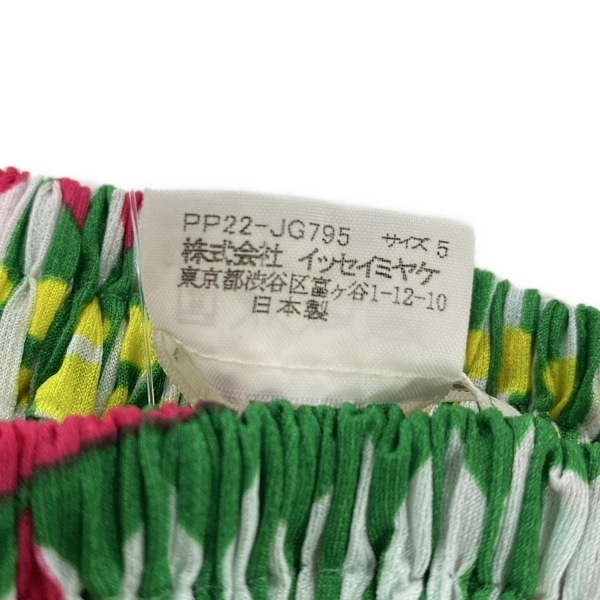 PP22-JG795 サイズ 5
株式会社 イッセイミヤケ
東京都渋谷区富ヶ谷1-12-10
日本製